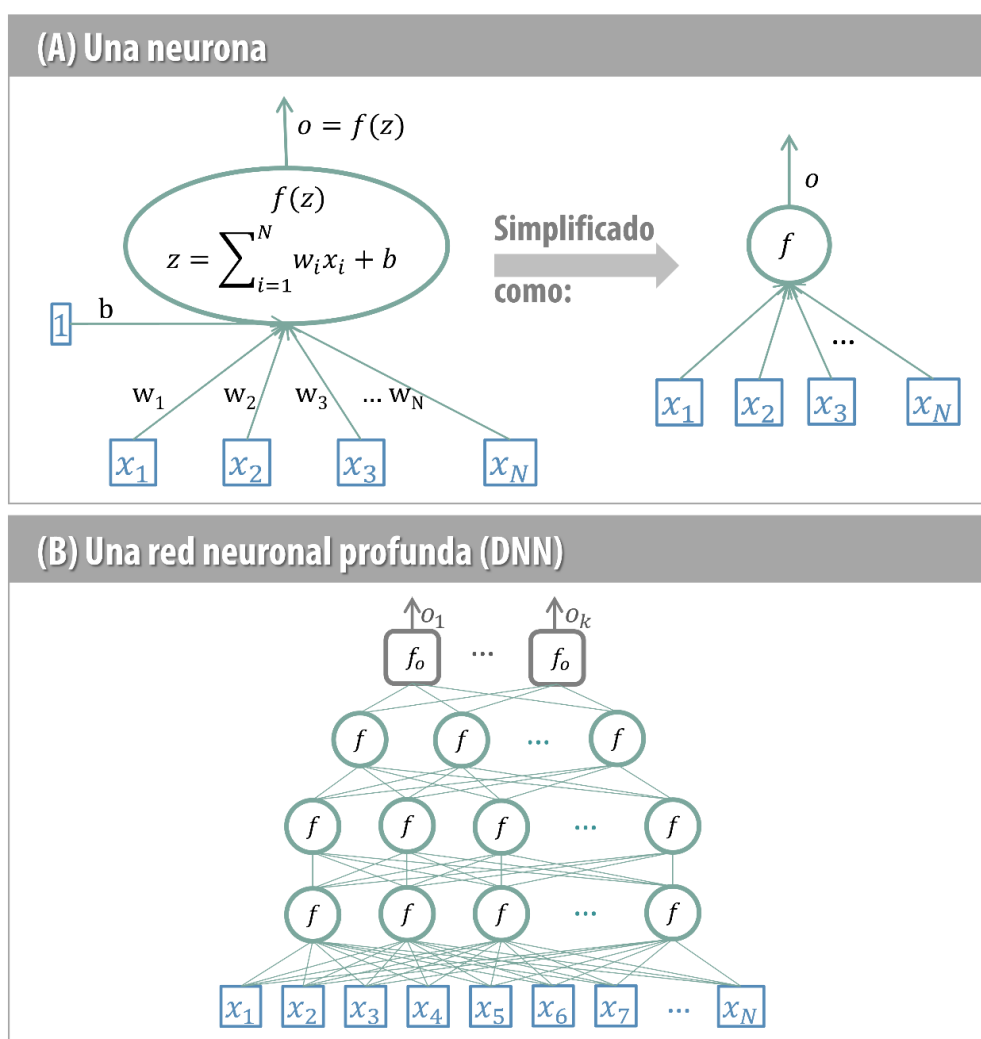 (A) Una neurona
o = f(z)
f(z)
z = ∑_{i=1}^{N} w_i x_i + b
1
b
w_1 w_2 w_3 … w_N
x_1 x_2 x_3 x_N
Simplificado
como:
o
f
...
x_1 x_2 x_3 x_N
(B) Una red neuronal profunda (DNN)
o_1 o_k
f_o ... f_o
f f ... f
f f f ... f
f f f ... f
x_1 x_2 x_3 x_4 x_5 x_6 x_7 ... x_N